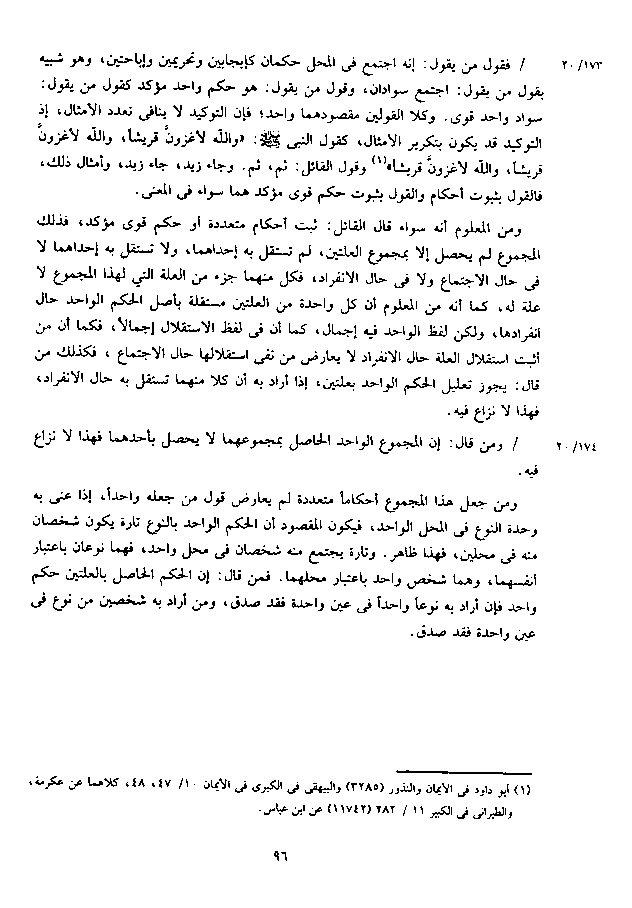 ٢٠/١٧٣ / فقول من يقول: إنه اجتمع فى المحل حكمان كإيجابين وتحريمين وإباحتين، وهو شبيه
بقول من يقول: اجتمع سوادان، وقول من يقول: هو حكم واحد مؤكد كقول من يقول:
سواد واحد قوى. وكلا القولين مقصودهما واحد؛ فإن التوكيد لا ينافى تعدد الأمثال، إذ
التوكيد قد يكون بتكرير الأمثال، كقول النبى ﷺ: «والله لأغزونَّ قريشاً، والله لأغزونَّ
قريشاً، والله لأغزونَّ قريشا»(١) وقول القائل: ثم، ثم. وجاء زيد، جاء زيد، وأمثال ذلك،
فالقول بثبوت أحكام والقول بثبوت حكم قوى مؤكد هما سواء فى المعنى.
ومن المعلوم أنه سواء قال القائل: ثبت أحكام متعددة أو حكم قوى مؤكد، فذلك
المجموع لم يحصل إلا بمجموع العلتين، لم تستقل به إحداهما، ولا تستقل به إحداهما لا
فى حال الاجتماع ولا فى حال الانفراد، فكل منهما جزء من العلة التي لهذا المجموع لا
علة له، كما أنه من المعلوم أن كل واحدة من العلتين مستقلة بأصل الحكم الواحد حال
انفرادها، ولكن لفظ الواحد فيه إجمال، كما أن فى لفظ الاستقلال إجمالاً، فكما أن من
أثبت استقلال العلة حال الانفراد لا يعارض من نفى استقلالها حال الاجتماع ، فكذلك من
قال: يجوز تعليل الحكم الواحد بعلتين، إذا أراد به أن كلا منهما تستقل به حال الانفراد،
فهذا لا نزاع فيه.
٢٠/١٧٤ / ومن قال: إن المجموع الواحد الحاصل بمجموعهما لا يحصل بأحدهما فهذا لا نزاع
فيه.
ومن جعل هذا المجموع أحكاماً متعددة لم يعارض قول من جعله واحداً، إذا عنى به
وحدة النوع فى المحل الواحد، فيكون المقصود أن الحكم الواحد بالنوع تارة يكون شخصان
منه فى محلين، فهذا ظاهر. وتارة يجتمع منه شخصان فى محل واحد، فهما نوعان باعتبار
أنفسهما، وهما شخص واحد باعتبار محلهما. فمن قال: إن الحكم الحاصل بالعلتين حكم
واحد فإن أراد به نوعاً واحداً فى عين واحدة فقد صدق، ومن أراد به شخصين من نوع فى
عين واحدة فقد صدق.
(١) أبو داود فى الأيمان والنذور (٣٢٨٥) والبيهقى فى الكبرى فى الأيمان ١٠/ ٤٧، ٤٨، كلاهما عن عكرمة،
والطبرانى فى الكبير ١١ / ٢٨٢ (١١٧٤٢) عن ابن عباس.
٩٦